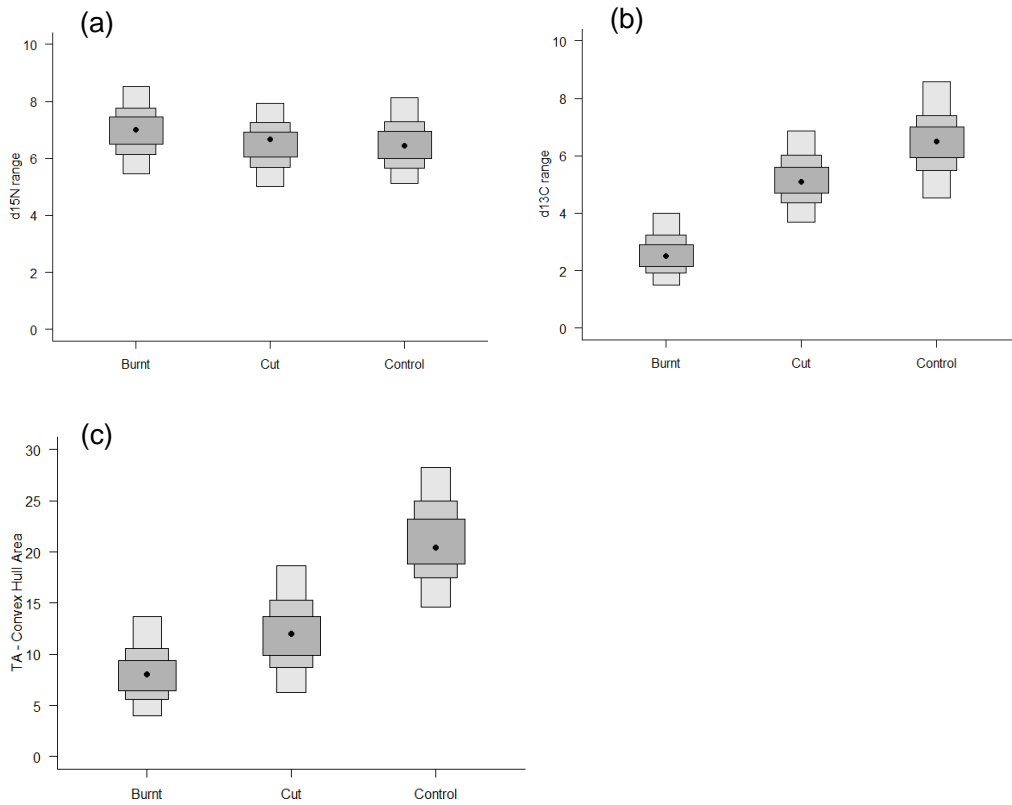 (a)
10
8
6
4
2
0
d15N range
Burnt Cut Control
(b)
10
8
6
4
2
0
d13C range
Burnt Cut Control
(c)
30
25
20
15
10
5
0
TA - Convex Hull Area
Burnt Cut Control